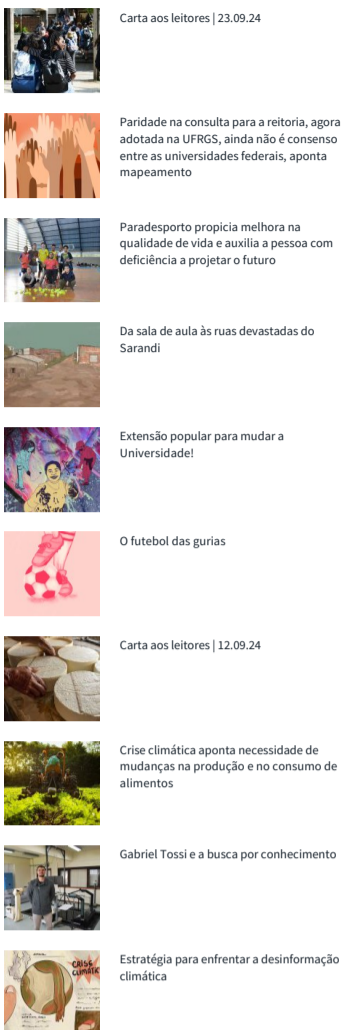 Carta aos leitores | 23.09.24
Paridade na consulta para a reitoria, agora
adotada na UFRGS, ainda não é consenso
entre as universidades federais, aponta
mapeamento
Paradesporto propicia melhora na
qualidade de vida e auxilia a pessoa com
deficiência a projetar o futuro
Da sala de aula às ruas devastadas do
Sarandi
Extensão popular para mudar a
Universidade!
O futebol das gurias
Carta aos leitores | 12.09.24
Crise climática aponta necessidade de
mudanças na produção e no consumo de
alimentos
Gabriel Tossi e a busca por conhecimento
Estratégia para enfrentar a desinformação
climática
CRISE
CLIMÁTICA